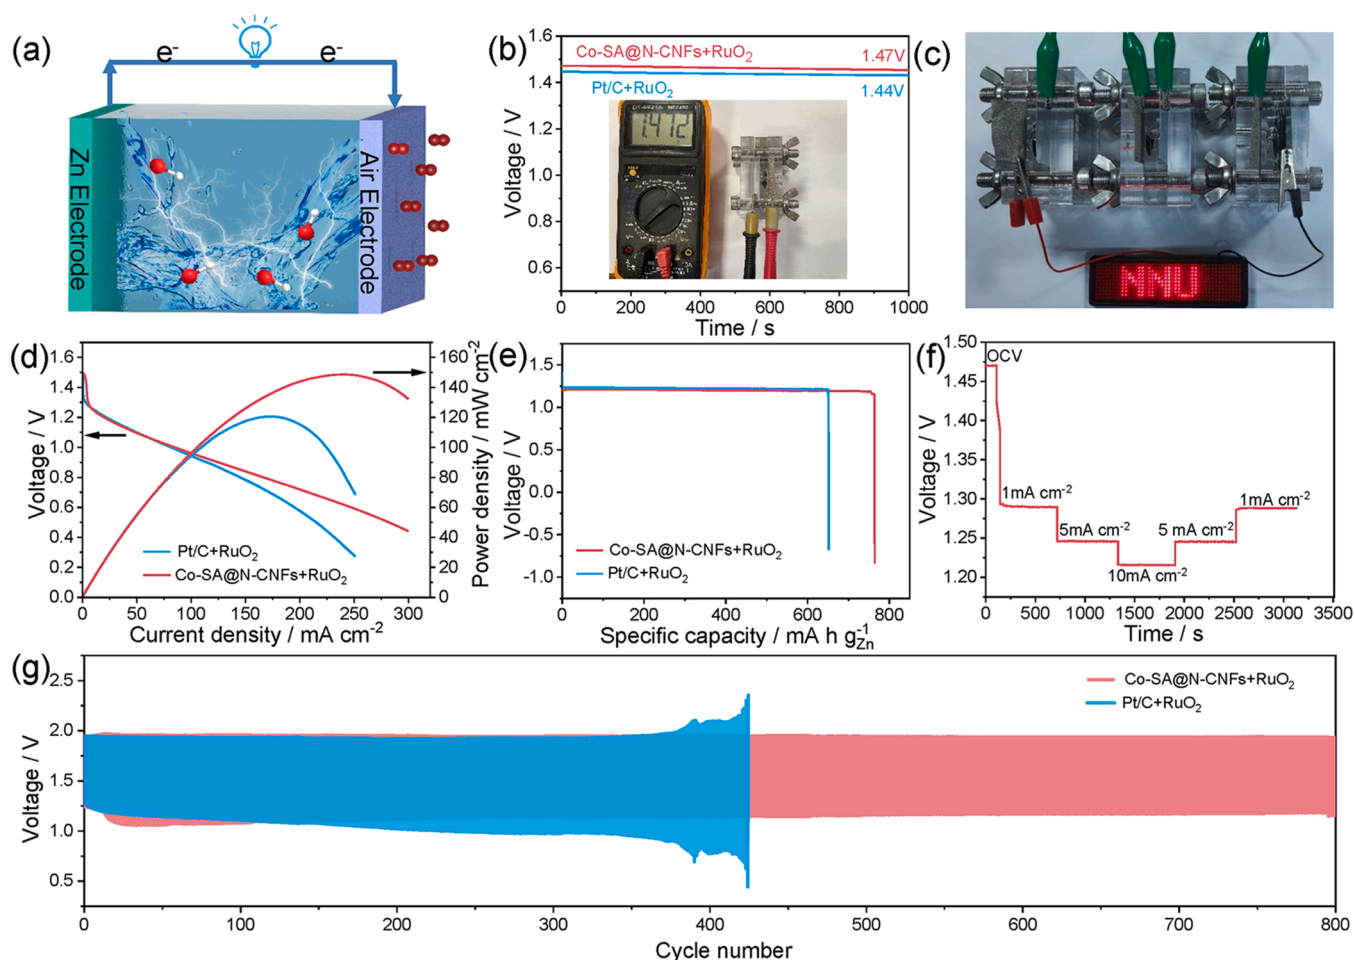 (a)
e-
e-
Zn Electrode
Air Electrode
(b)
1.6
1.4
1.2
1.0
0.8
0.6
Voltage / V
Co-SA@N-CNFs+RuO2
1.47V
Pt/C+RuO2
1.44V
1.472
0
200
400
600
800
1000
Time / s
(c)
NNU
(d)
1.6
1.4
1.2
1.0
0.8
0.6
0.4
0.2
0.0
Voltage / V
160
140
120
100
80
60
40
20
0
Power density / mW cm-2
Pt/C+RuO2
Co-SA@N-CNFs+RuO2
0
50
100
150
200
250
300
Current density / mA cm-2
(e)
1.5
1.0
0.5
0.0
-0.5
-1.0
Voltage / V
Co-SA@N-CNFs+RuO2
Pt/C+RuO2
0
200
400
600
800
Specific capacity / mA h gZn-1
(f)
1.50
1.45
1.40
1.35
1.30
1.25
1.20
Voltage / V
OCV
1mA cm-2
5mA cm-2
10mA cm-2
5 mA cm-2
1mA cm-2
0
500
1000
1500
2000
2500
3000
3500
Time / s
(g)
2.5
2.0
1.5
1.0
0.5
Voltage / V
Co-SA@N-CNFs+RuO2
Pt/C+RuO2
0
100
200
300
400
500
600
700
800
Cycle number